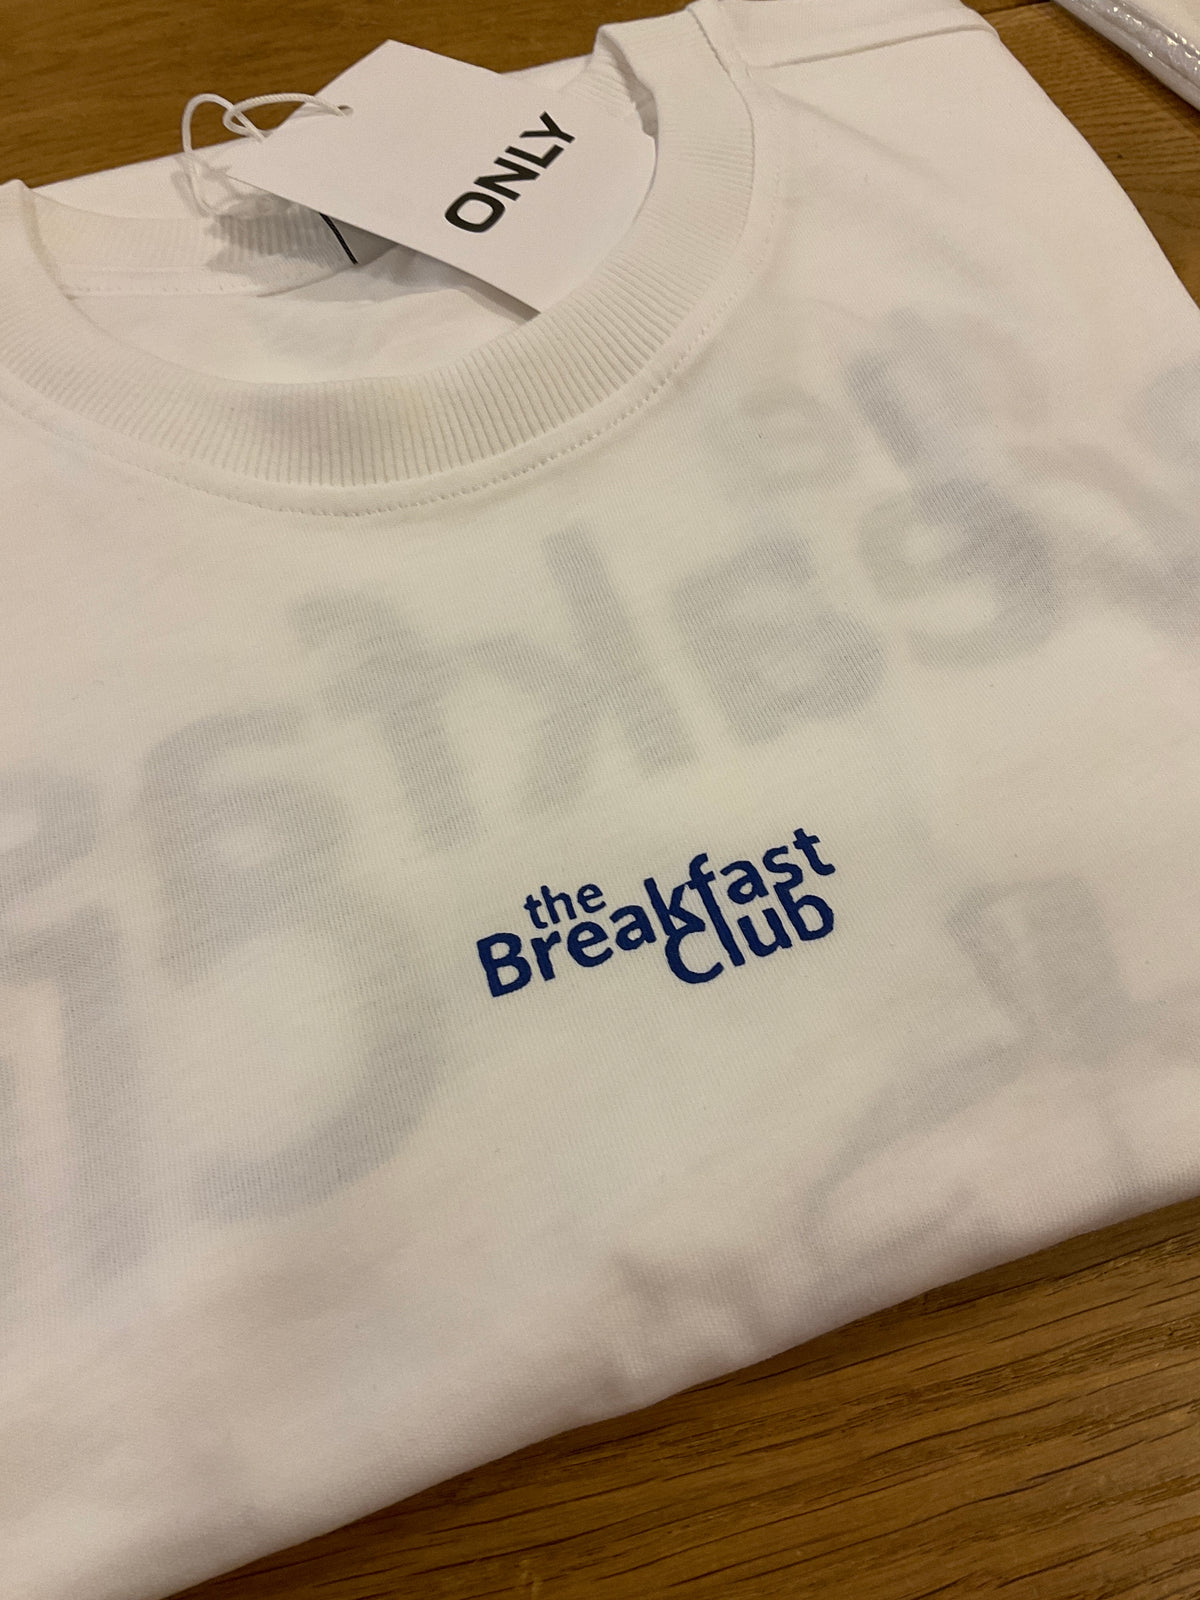 ONLY
the
Breakfast
Club